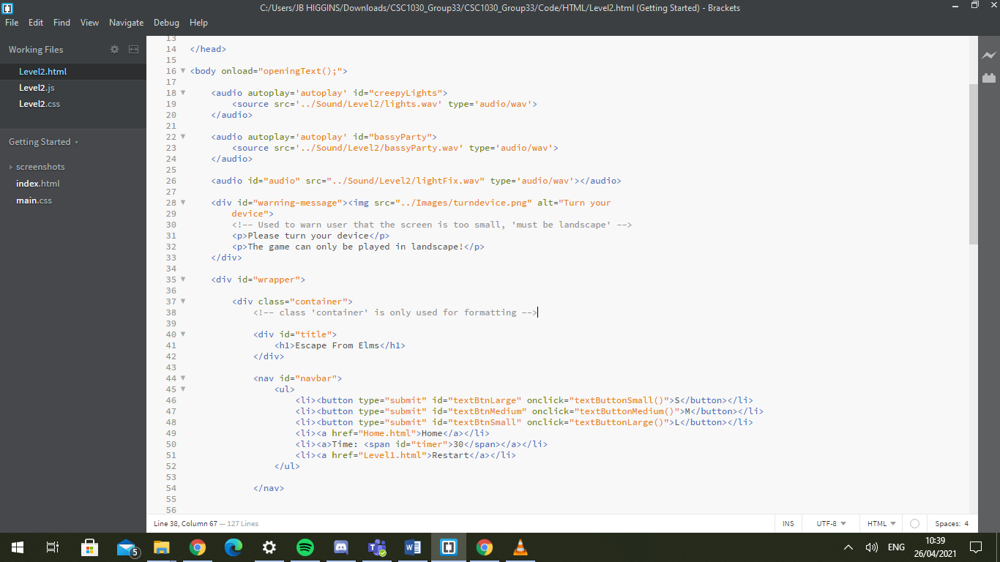 C:/Users/JB HIGGINS/Downloads/CSC1030_Group33/CSC1030_Group33/Code/HTML/Level2.html (Getting Started) - Brackets
File Edit Find View Navigate Debug Help
Working Files
Level2.html
Level2.js
Level2.css
Getting Started
screenshots
index.html
main.css
13
14 </head>
15
16 <body onload="openingText();">
17
18 <audio autoplay='autoplay' id="creepyLights">
19 <source src='../Sound/Level2/lights.wav' type='audio/wav'>
20 </audio>
21
22 <audio autoplay='autoplay' id="bassyParty">
23 <source src='../Sound/Level2/bassyParty.wav' type='audio/wav'>
24 </audio>
25
26 <audio id="audio" src="../Sound/Level2/lightFix.wav" type='audio/wav'></audio>
27
28 <div id="warning-message"><img src="../Images/turndevice.png" alt="Turn your
29 device">
30 <!-- Used to warn user that the screen is too small, 'must be landscape' -->
31 <p>Please turn your device</p>
32 <p>The game can only be played in landscape!</p>
33 </div>
34
35 <div id="wrapper">
36
37 <div class="container">
38 <!-- class 'container' is only used for formatting -->
39
40 <div id="title">
41 <h1>Escape From Elms</h1>
42 </div>
43
44 <nav id="navbar">
45 <ul>
46 <li><button type="submit" id="textBtnLarge" onclick="textButtonSmall()">S</button></li>
47 <li><button type="submit" id="textBtnMedium" onclick="textButtonMedium()">M</button></li>
48 <li><button type="submit" id="textBtnSmall" onclick="textButtonLarge()">L</button></li>
49 <li><a href="Home.html">Home</a></li>
50 <li><a>Time: <span id="timer">30</span></a></li>
51 <li><a href="Level1.html">Restart</a></li>
52 </ul>
53
54 </nav>
55
56
Line 38, Column 67 — 127 Lines
INS UTF-8 HTML Spaces: 4
5
ENG
10:39
26/04/2021